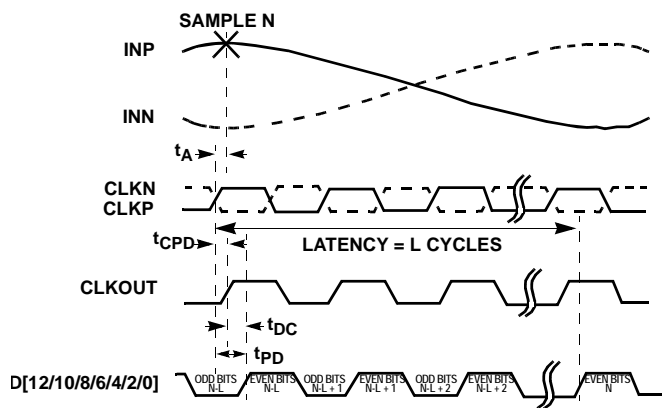 SAMPLE N
INP
INN
tA
CLKN
CLKP
tCPD
LATENCY = L CYCLES
CLKOUT
tDC
tPD
D[12/10/8/6/4/2/0]
ODD BITS N-L
EVEN BITS N-L
ODD BITS N-L + 1
EVEN BITS N-L + 1
ODD BITS N-L + 2
EVEN BITS N-L + 2
EVEN BITS N